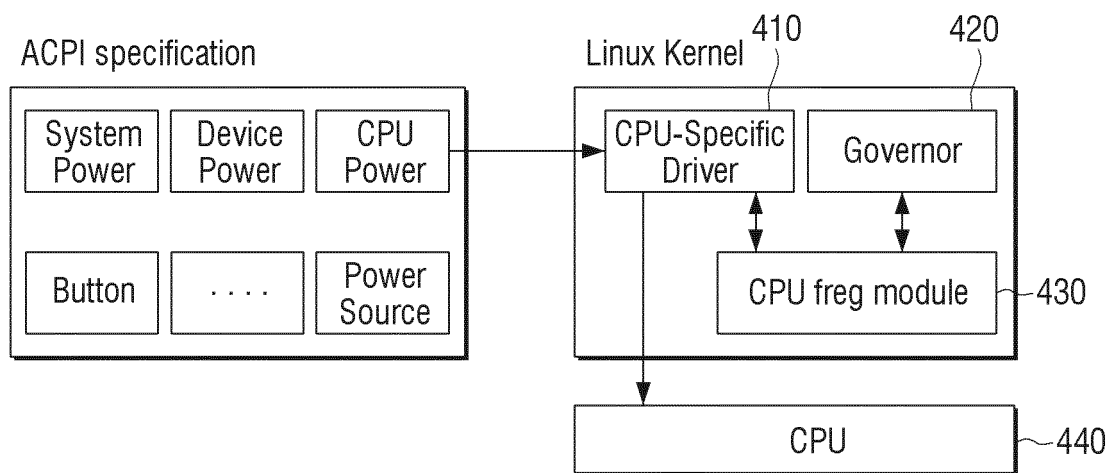 ACPI specification
System
Power
Device
Power
CPU
Power
Button
. . . .
Power
Source
Linux Kernel
410
420
CPU-Specific
Driver
Governor
CPU freg module
430
CPU
440